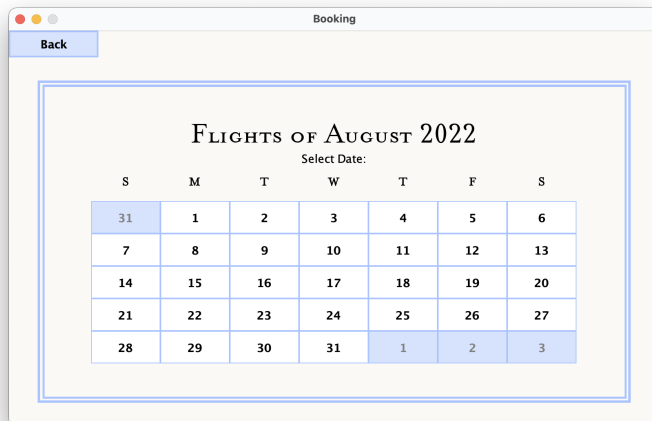 Booking
Back
Flights of August 2022
Select Date:
S M T W T F S
31 1 2 3 4 5 6
7 8 9 10 11 12 13
14 15 16 17 18 19 20
21 22 23 24 25 26 27
28 29 30 31 1 2 3